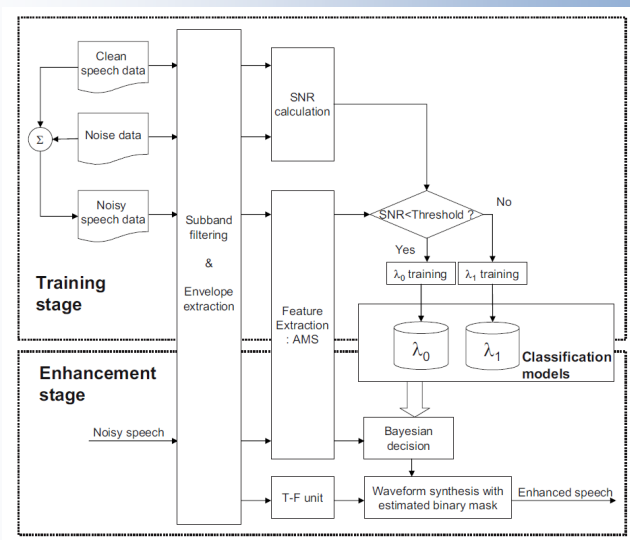 Clean
speech data
Σ
Noise data
Noisy
speech data
Subband
filtering
&
Envelope
extraction
SNR
calculation
SNR<Threshold ?
No
Yes
λ0 training
λ1 training
Training
stage
Feature
Extraction
: AMS
λ0
λ1
Classification
models
Enhancement
stage
Noisy speech
Bayesian
decision
T-F unit
Waveform synthesis with
estimated binary mask
Enhanced speech